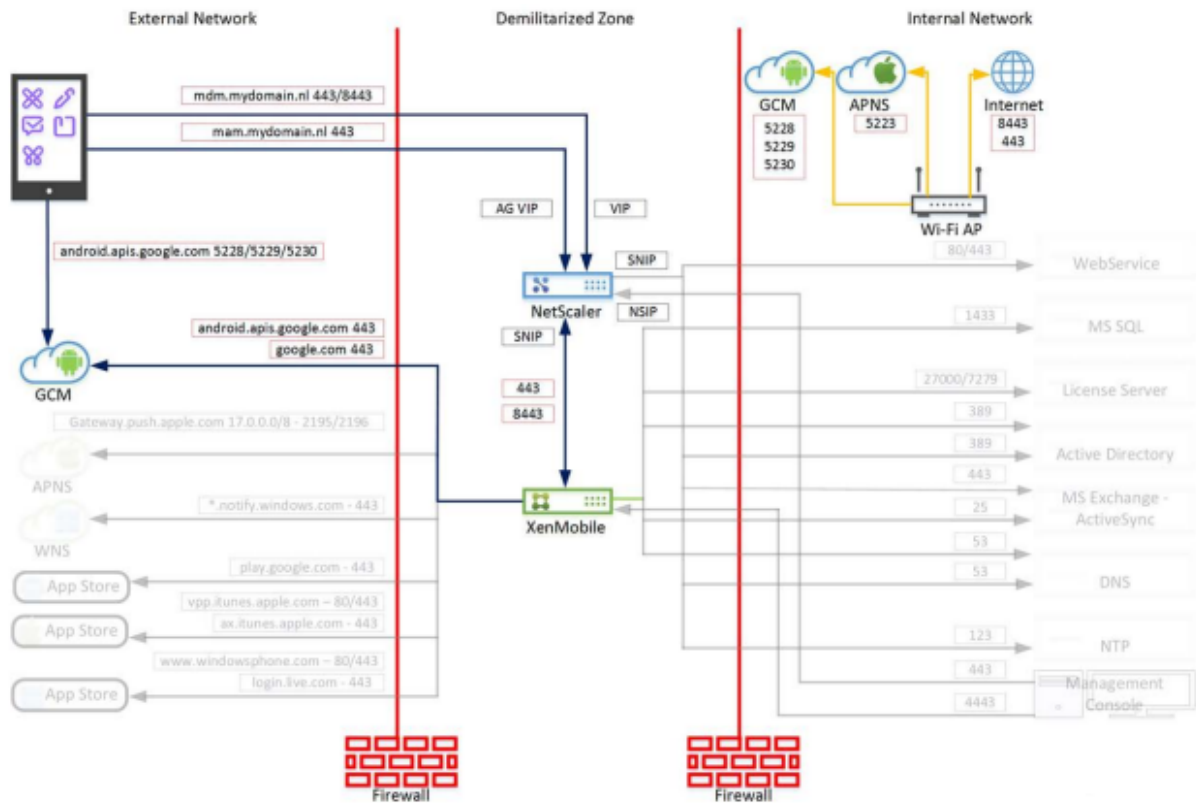 External Network
Demilitarized Zone
Internal Network
mdm.mydomain.nl 443/8443
mam.mydomain.nl 443
GCM
5228
5229
5230
APNS
5223
Internet
8443
443
Wi-Fi AP
AG VIP
VIP
android.apis.google.com 5228/5229/5230
SNIP
NetScaler
NSIP
SNIP
android.apis.google.com 443
google.com 443
GCM
443
8443
Gateway.push.apple.com 17.0.0.0/8 - 2195/2196
APNS
*.notify.windows.com - 443
WNS
XenMobile
play.google.com - 443
App Store
vpp.itunes.apple.com – 80/443
ax.itunes.apple.com - 443
App Store
www.windowsphone.com – 80/443
login.live.com - 443
App Store
80/443
WebService
1433
MS SQL
27000/7279
License Server
389
389
Active Directory
443
MS Exchange -
ActiveSync
25
53
53
DNS
123
NTP
443
Management
Console
4443
Firewall
Firewall